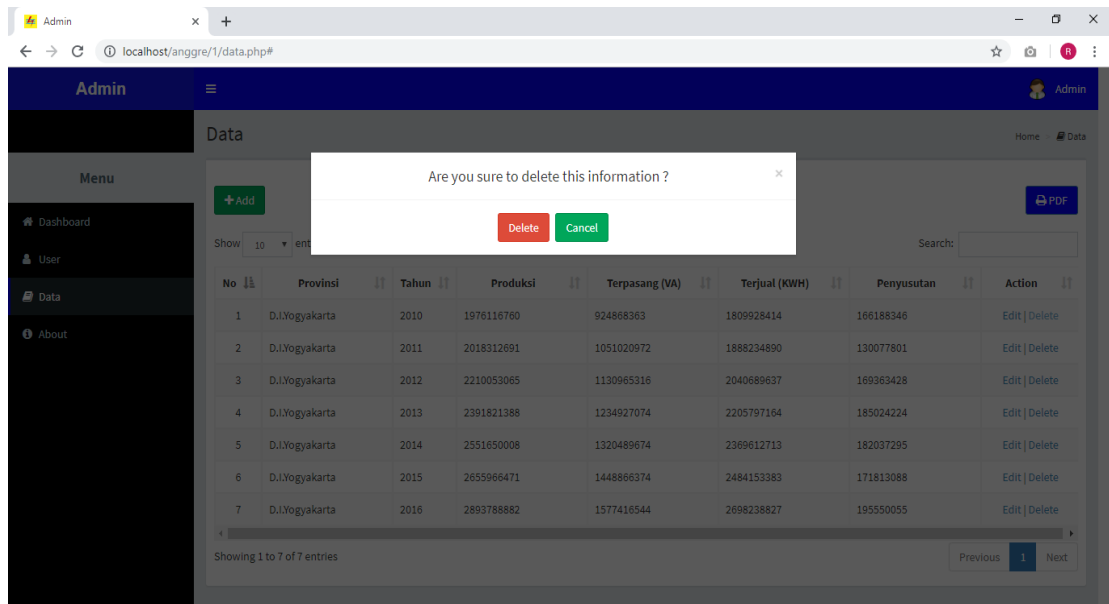 Admin
localhost/anggre/1/data.php#
R
Admin
Admin
Data
Home
Data
Menu
Dashboard
User
Data
About
Are you sure to delete this information ?
×
Delete
Cancel
+Add
PDF
Show 10 ent
Search:
No Provinsi Tahun Produksi Terpasang (VA) Terjual (KWH) Penyusutan Action
1 D.I.Yogyakarta 2010 1976116760 924868363 1809928414 166188346 Edit | Delete
2 D.I.Yogyakarta 2011 2018312691 1051020972 1888234890 130077801 Edit | Delete
3 D.I.Yogyakarta 2012 2210053065 1130965316 2040689637 169363428 Edit | Delete
4 D.I.Yogyakarta 2013 2391821388 1234927074 2205797164 185024224 Edit | Delete
5 D.I.Yogyakarta 2014 2551650008 1320489674 2369612713 182037295 Edit | Delete
6 D.I.Yogyakarta 2015 2655966471 1448866374 2484153383 171813088 Edit | Delete
7 D.I.Yogyakarta 2016 2893788882 1577416544 2698238827 195550055 Edit | Delete
Showing 1 to 7 of 7 entries
Previous 1 Next